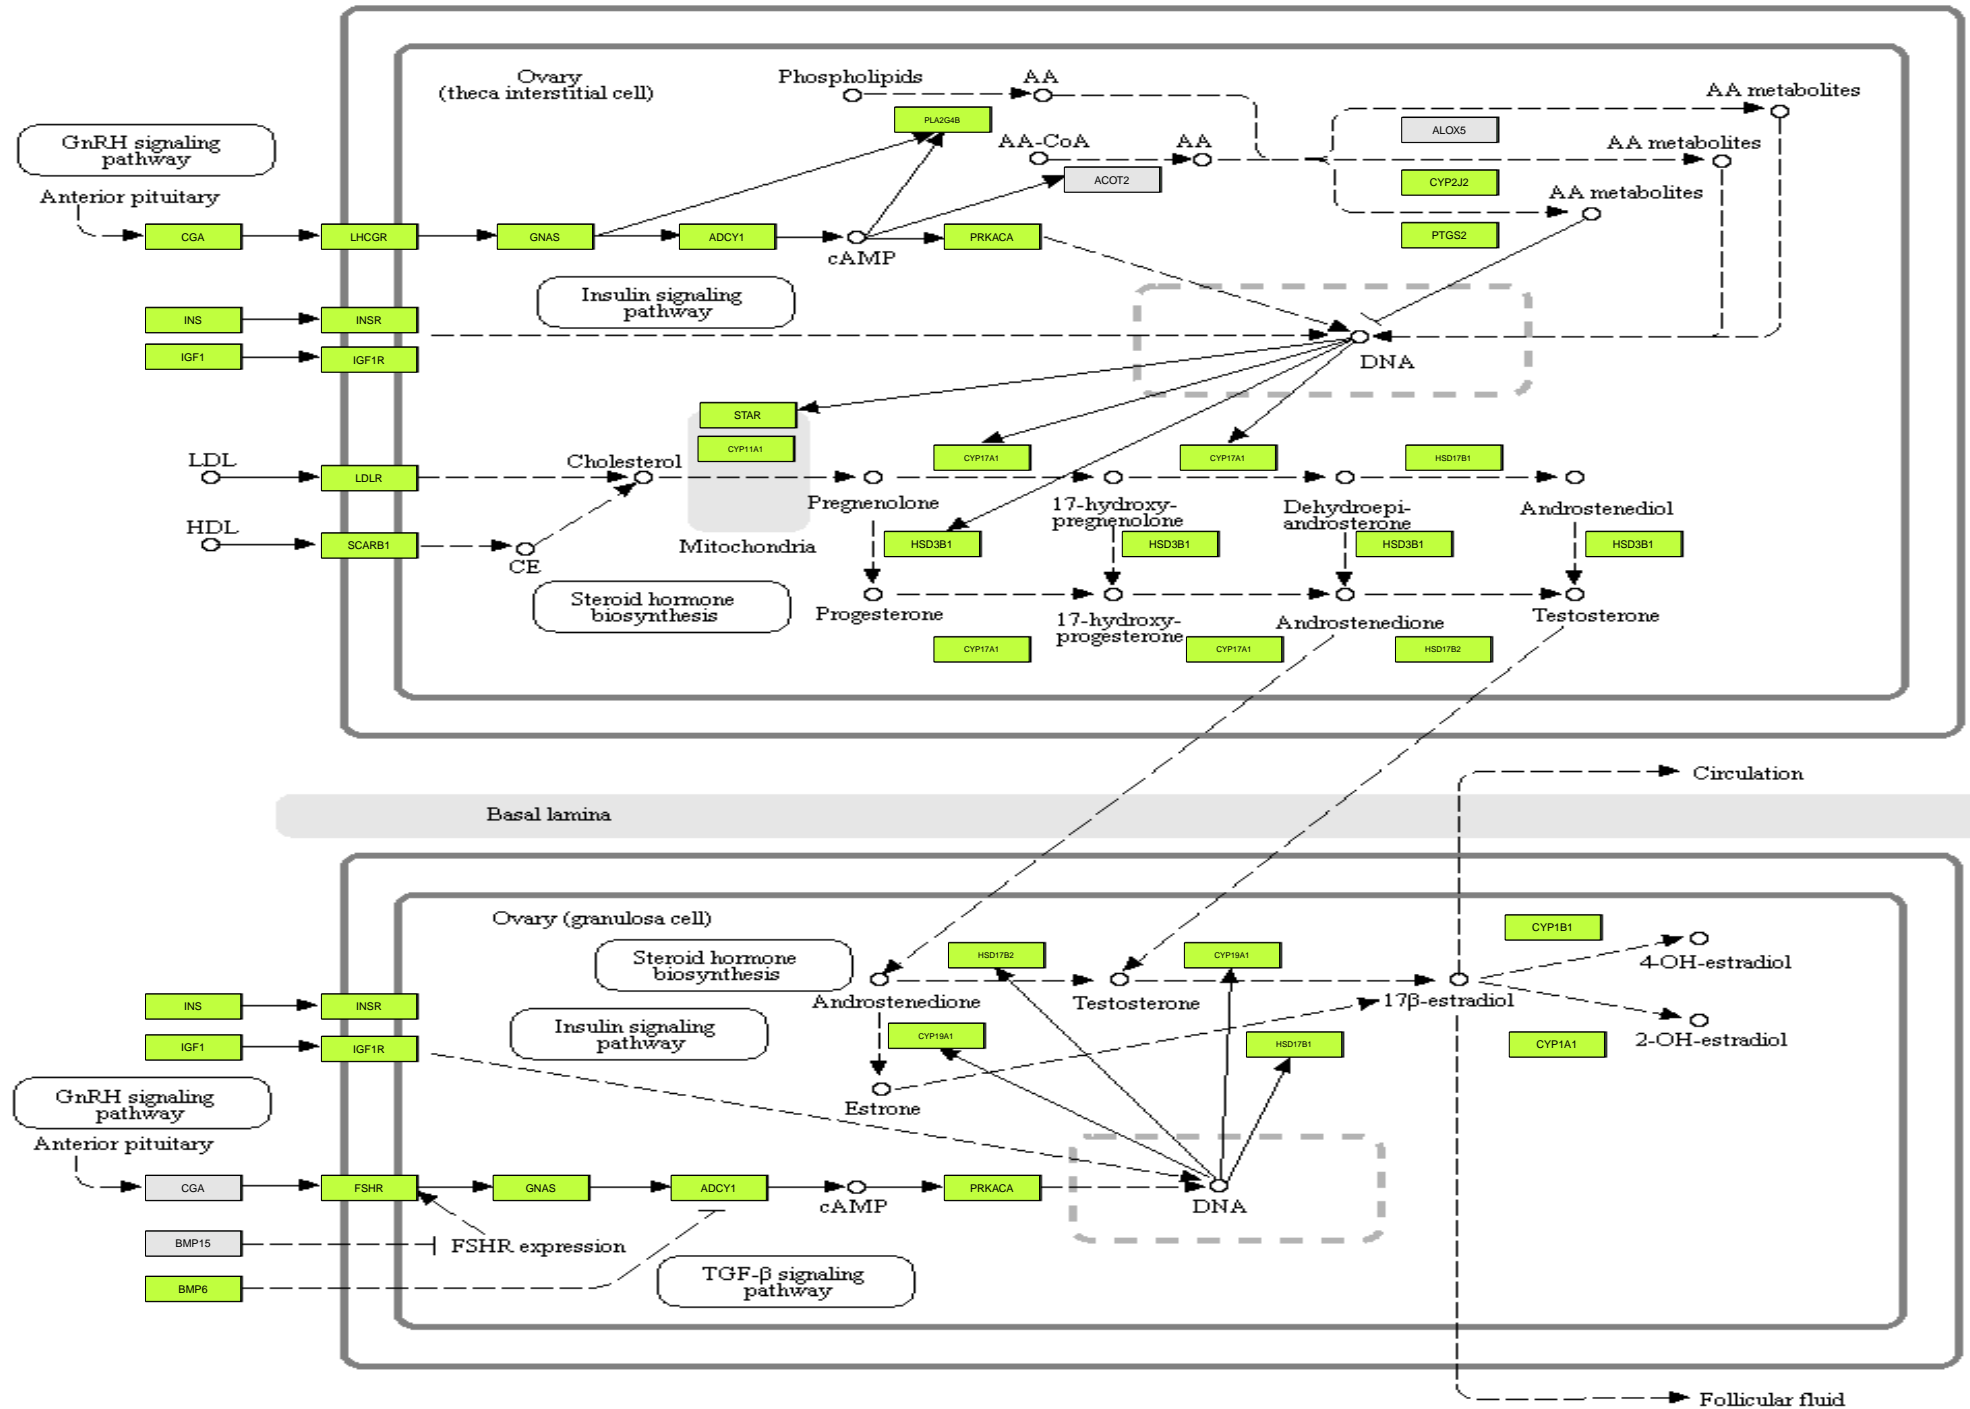 Ovary
(theca interstitial cell)
Phospholipids
AA
AA metabolites
PLA2G4B
ALOX5
GnRH signaling
pathway
AA-CoA
AA
AA metabolites
ACOT2
CYP2J2
Anterior pituitary
AA metabolites
CGA
LHCGR
GNAS
ADCY1
cAMP
PRKACA
PTGS2
Insulin signaling
pathway
INS
INSR
IGF1
IGF1R
DNA
STAR
CYP11A1
CYP17A1
CYP17A1
HSD17B1
LDL
LDLR
Cholesterol
Pregnenolone
17-hydroxy-
pregnenolone
Dehydroepi-
androsterone
Androstenediol
HDL
SCARB1
CE
Mitochondria
HSD3B1
HSD3B1
HSD3B1
HSD3B1
Steroid hormone
biosynthesis
Progesterone
17-hydroxy-
progesterone
Androstenedione
Testosterone
CYP17A1
CYP17A1
HSD17B2
Circulation
Basal lamina
Ovary (granulosa cell)
CYP1B1
Steroid hormone
biosynthesis
HSD17B2
CYP19A1
4-OH-estradiol
Androstenedione
Testosterone
17β-estradiol
INS
INSR
Insulin signaling
pathway
CYP19A1
HSD17B1
CYP1A1
2-OH-estradiol
IGF1
IGF1R
GnRH signaling
pathway
Estrone
Anterior pituitary
CGA
FSHR
GNAS
ADCY1
cAMP
PRKACA
DNA
BMP15
FSHR expression
TGF-β signaling
pathway
BMP6
Follicular fluid